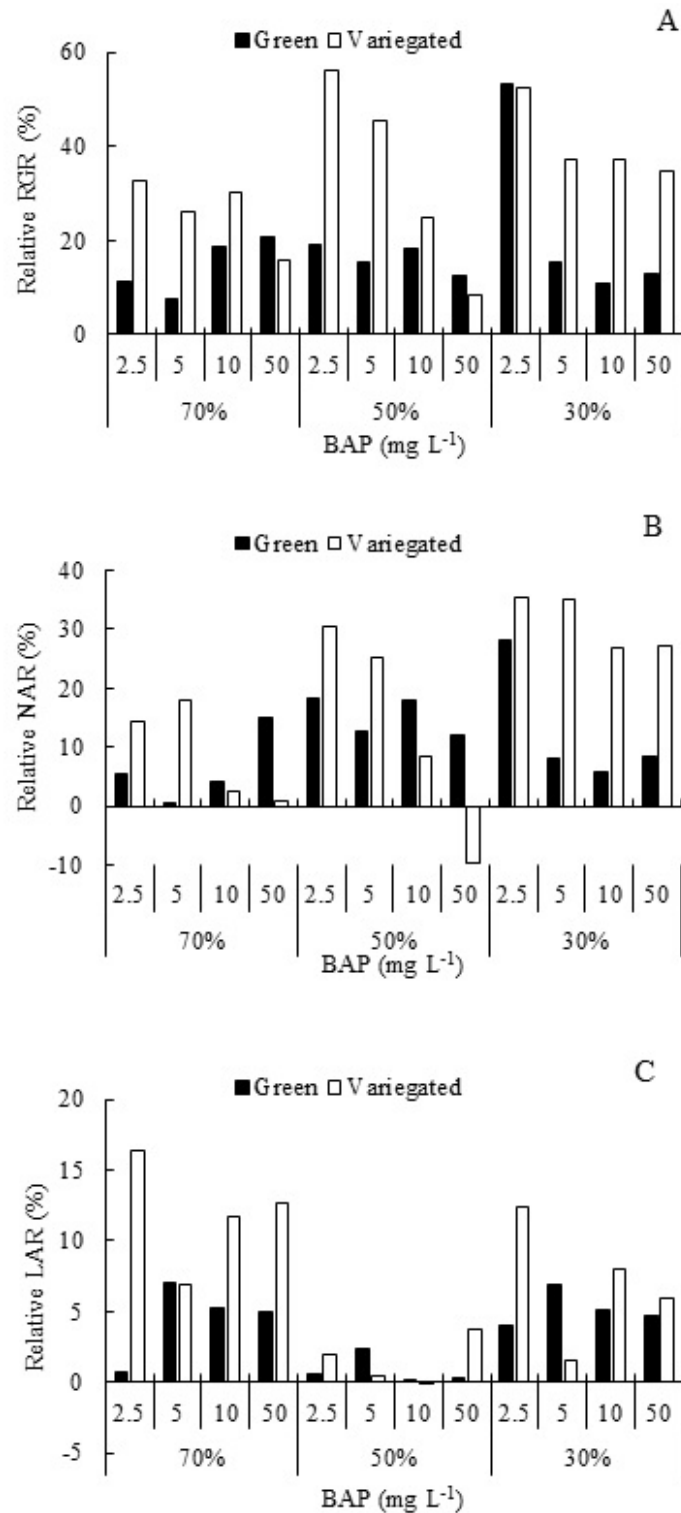 A
Green Variegated
Relative RGR (%)
60
40
20
0
2.5 5 10 50 2.5 5 10 50 2.5 5 10 50
70% 50% 30%
BAP (mg L-1)
B
Green Variegated
Relative NAR (%)
40
30
20
10
0
-10
2.5 5 10 50 2.5 5 10 50 2.5 5 10 50
70% 50% 30%
BAP (mg L-1)
C
Green Variegated
Relative LAR (%)
20
15
10
5
0
-5
2.5 5 10 50 2.5 5 10 50 2.5 5 10 50
70% 50% 30%
BAP (mg L-1)